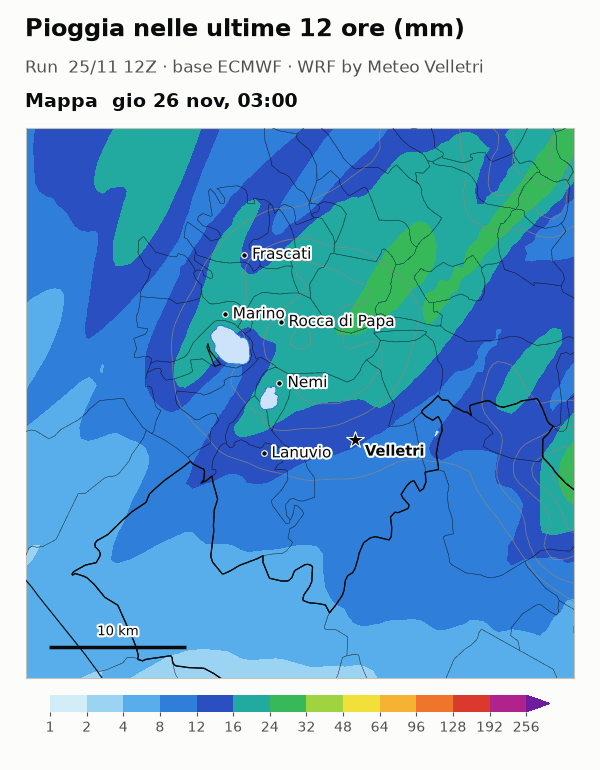 Pioggia nelle ultime 12 ore (mm)
Run  25/11 12Z · base ECMWF · WRF by Meteo Velletri
Mappa  gio 26 nov, 03:00
Frascati
Marino
Rocca di Papa
Nemi
Velletri
Lanuvio
10 km
1 2 4 8 12 16 24 32 48 64 96 128 192 256